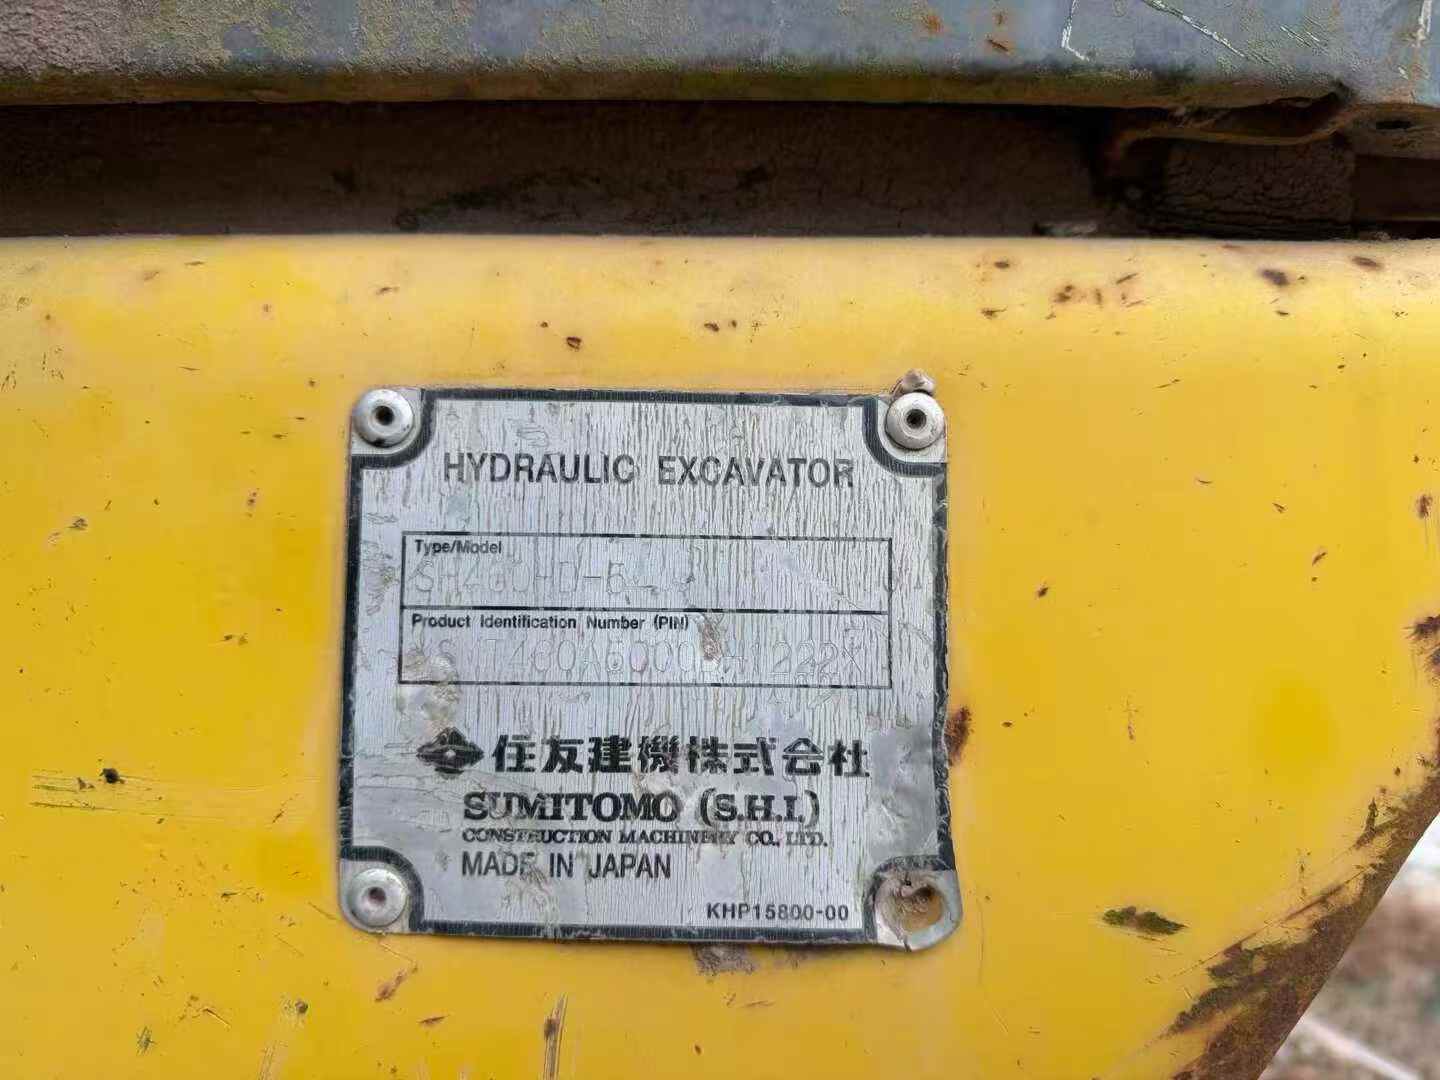 HYDRAULIC EXCAVATOR
Type/Model
Product Identification Number (PIN)
住友建機株式会社
SUMITOMO (S.H.I.)
CONSTRUCTION MACHINERY CO., LTD.
MADE IN JAPAN
KHP15800-00